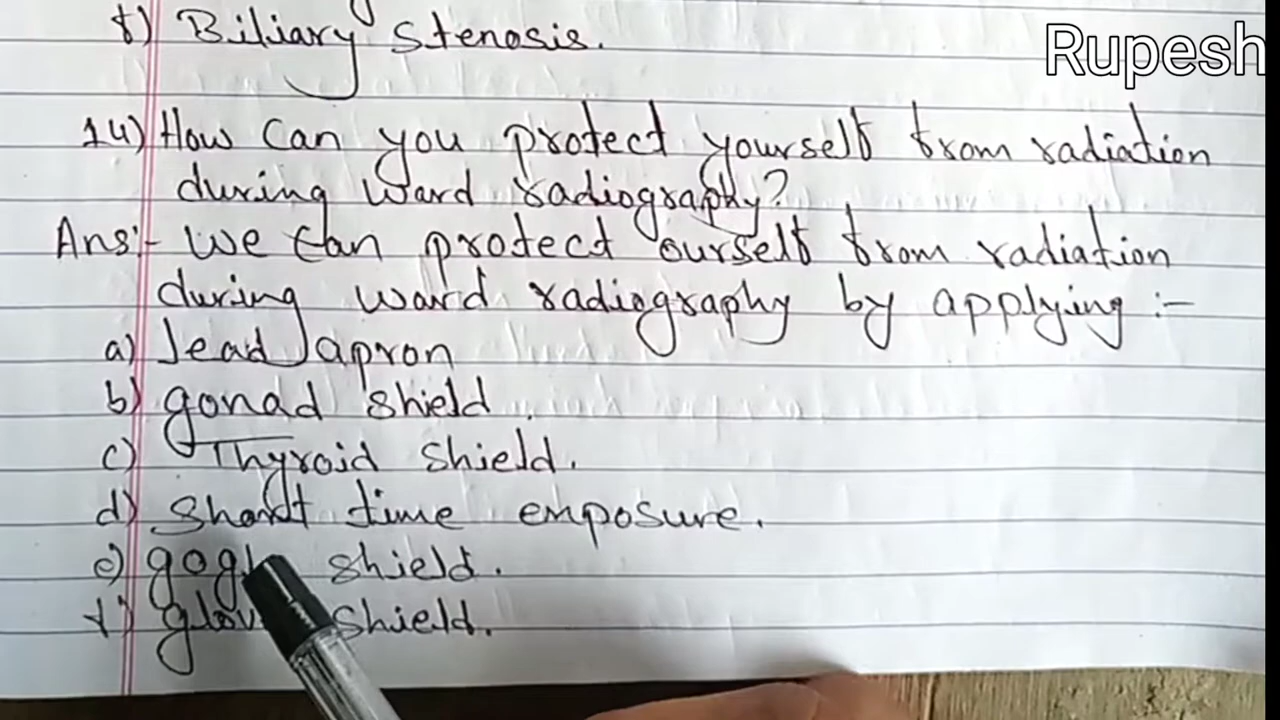 f) Biliary stenosis.
Rupesh
14) How can you protect yourself from radiation
during ward radiography?
Ans:- We can protect ourself from radiation
during ward radiography by applying :-
a) lead apron
b) gonad shield
c) Thyroid shield.
d) Short time emposure.
e) shield.
f) shield.